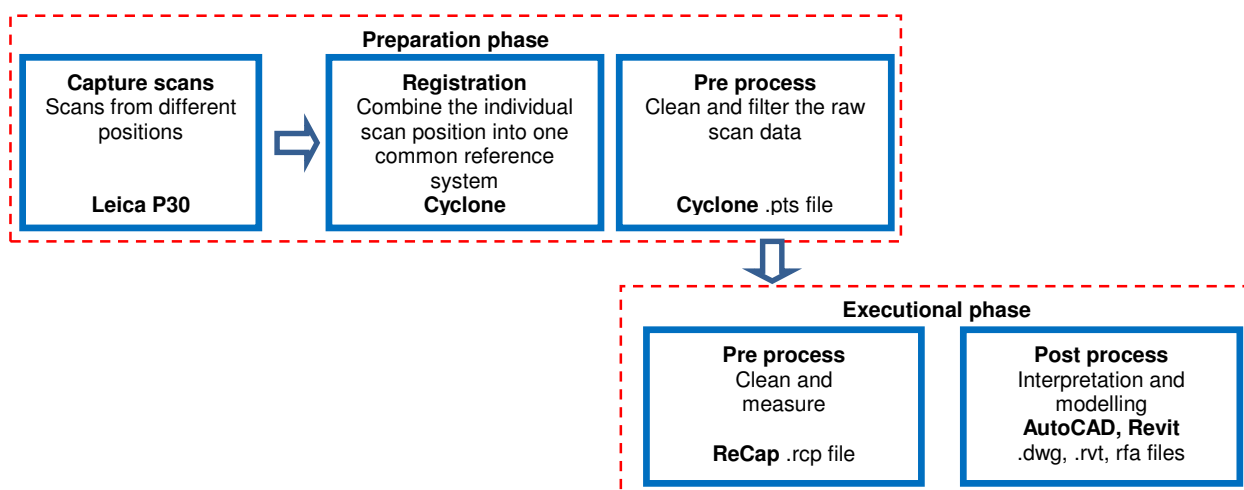 Preparation phase
Capture scans
Scans from different
positions
Leica P30
Registration
Combine the individual
scan position into one
common reference
system
Cyclone
Pre process
Clean and filter the raw
scan data
Cyclone .pts file
Executional phase
Pre process
Clean and
measure
ReCap .rcp file
Post process
Interpretation and
modelling
AutoCAD, Revit
.dwg, .rvt, rfa files